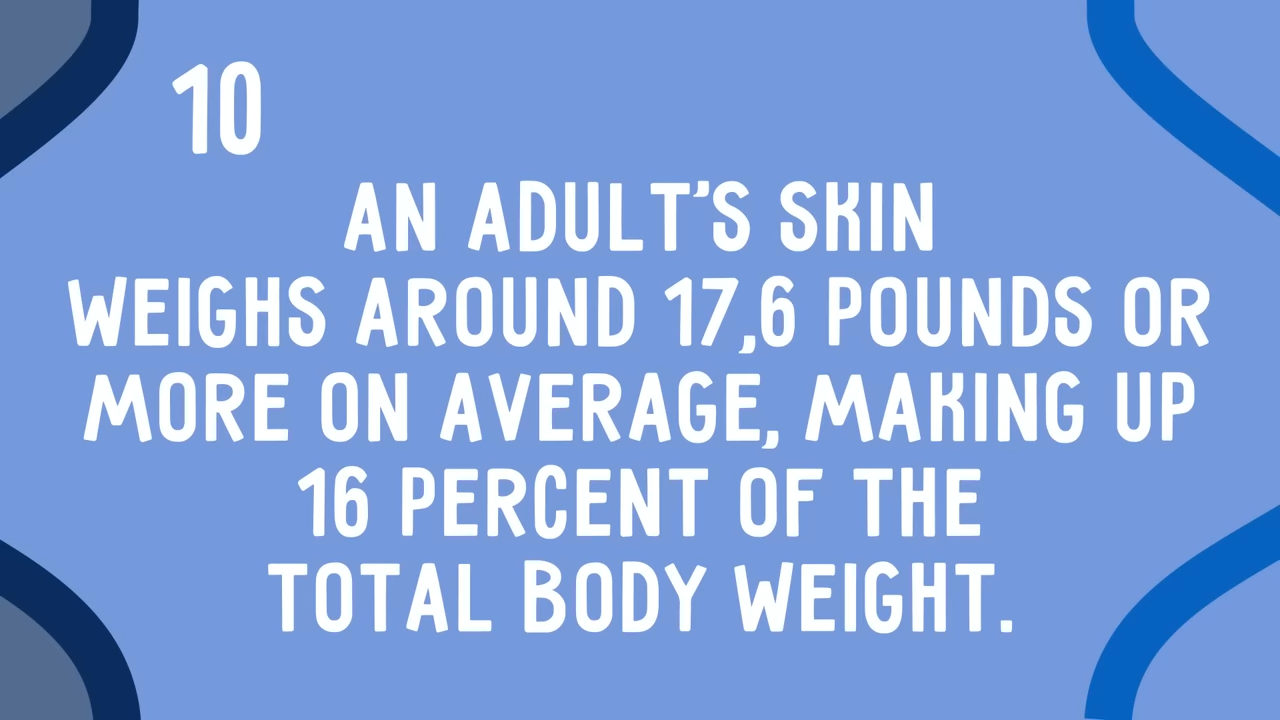 10
AN ADULT'S SKIN
WEIGHS AROUND 17,6 POUNDS OR
MORE ON AVERAGE, MAKING UP
16 PERCENT OF THE
TOTAL BODY WEIGHT.